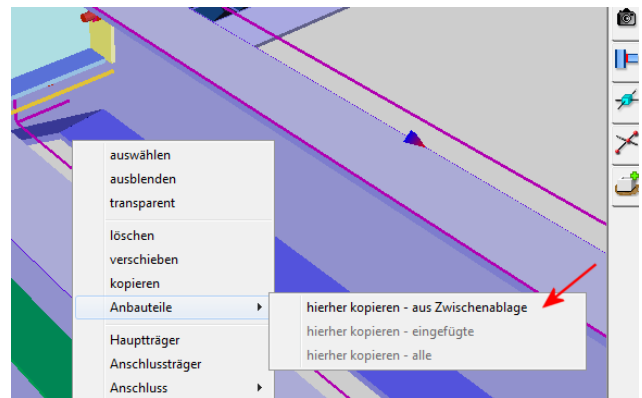 auswählen
ausblenden
transparent
löschen
verschieben
kopieren
Anbauteile
hierher kopieren - aus Zwischenablage
hierher kopieren - eingefügte
hierher kopieren - alle
Hauptträger
Anschlussträger
Anschluss